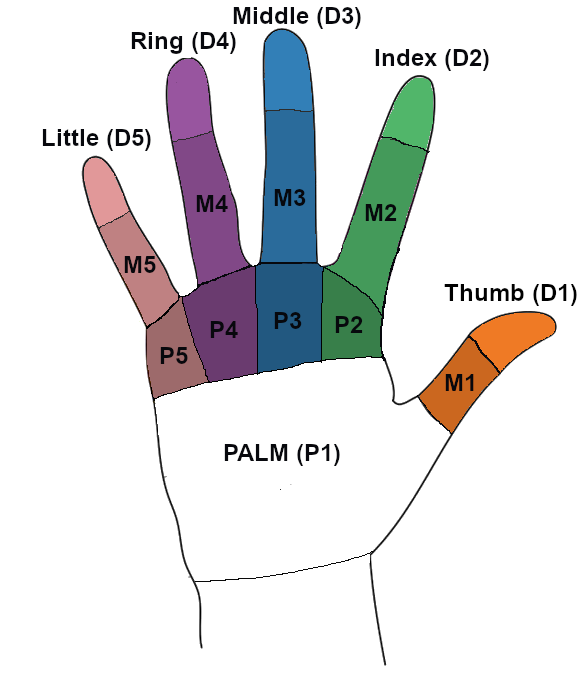 Middle (D3)
Ring (D4)
Index (D2)
Little (D5)
M4
M3
M2
M5
Thumb (D1)
P4
P3
P2
P5
M1
PALM (P1)